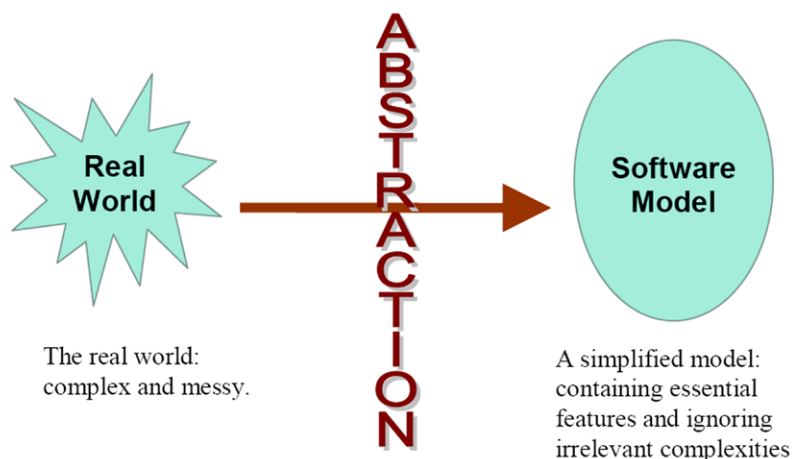 Real
World
ABSTRACTION
Software
Model
The real world:
complex and messy.
A simplified model:
containing essential
features and ignoring
irrelevant complexities